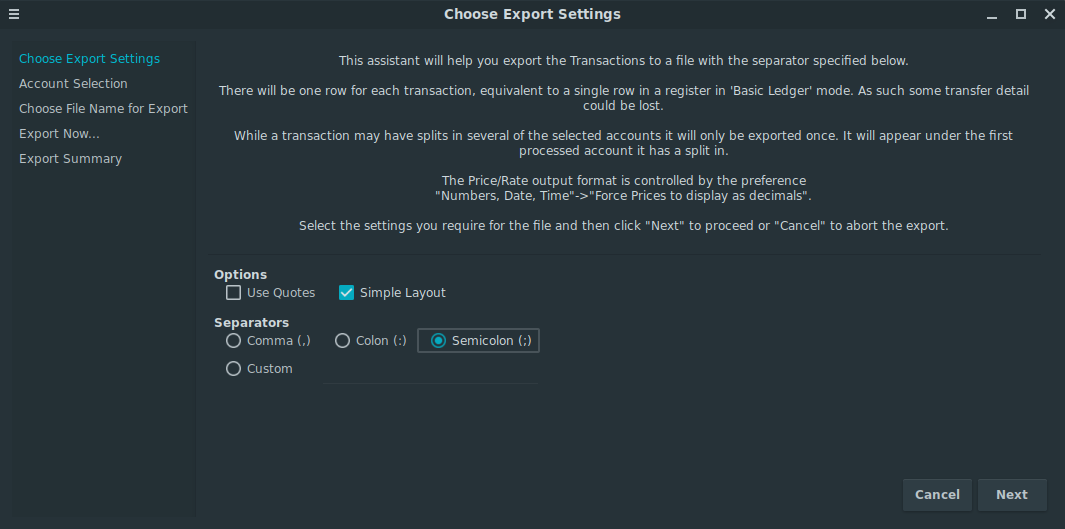 Choose Export Settings
Choose Export Settings
Account Selection
Choose File Name for Export
Export Now...
Export Summary
This assistant will help you export the Transactions to a file with the separator specified below.
There will be one row for each transaction, equivalent to a single row in a register in 'Basic Ledger' mode. As such some transfer detail
could be lost.
While a transaction may have splits in several of the selected accounts it will only be exported once. It will appear under the first
processed account it has a split in.
The Price/Rate output format is controlled by the preference
"Numbers, Date, Time"->"Force Prices to display as decimals".
Select the settings you require for the file and then click "Next" to proceed or "Cancel" to abort the export.
Options
Use Quotes Simple Layout
Separators
Comma (,) Colon (:) Semicolon (;)
Custom
Cancel Next